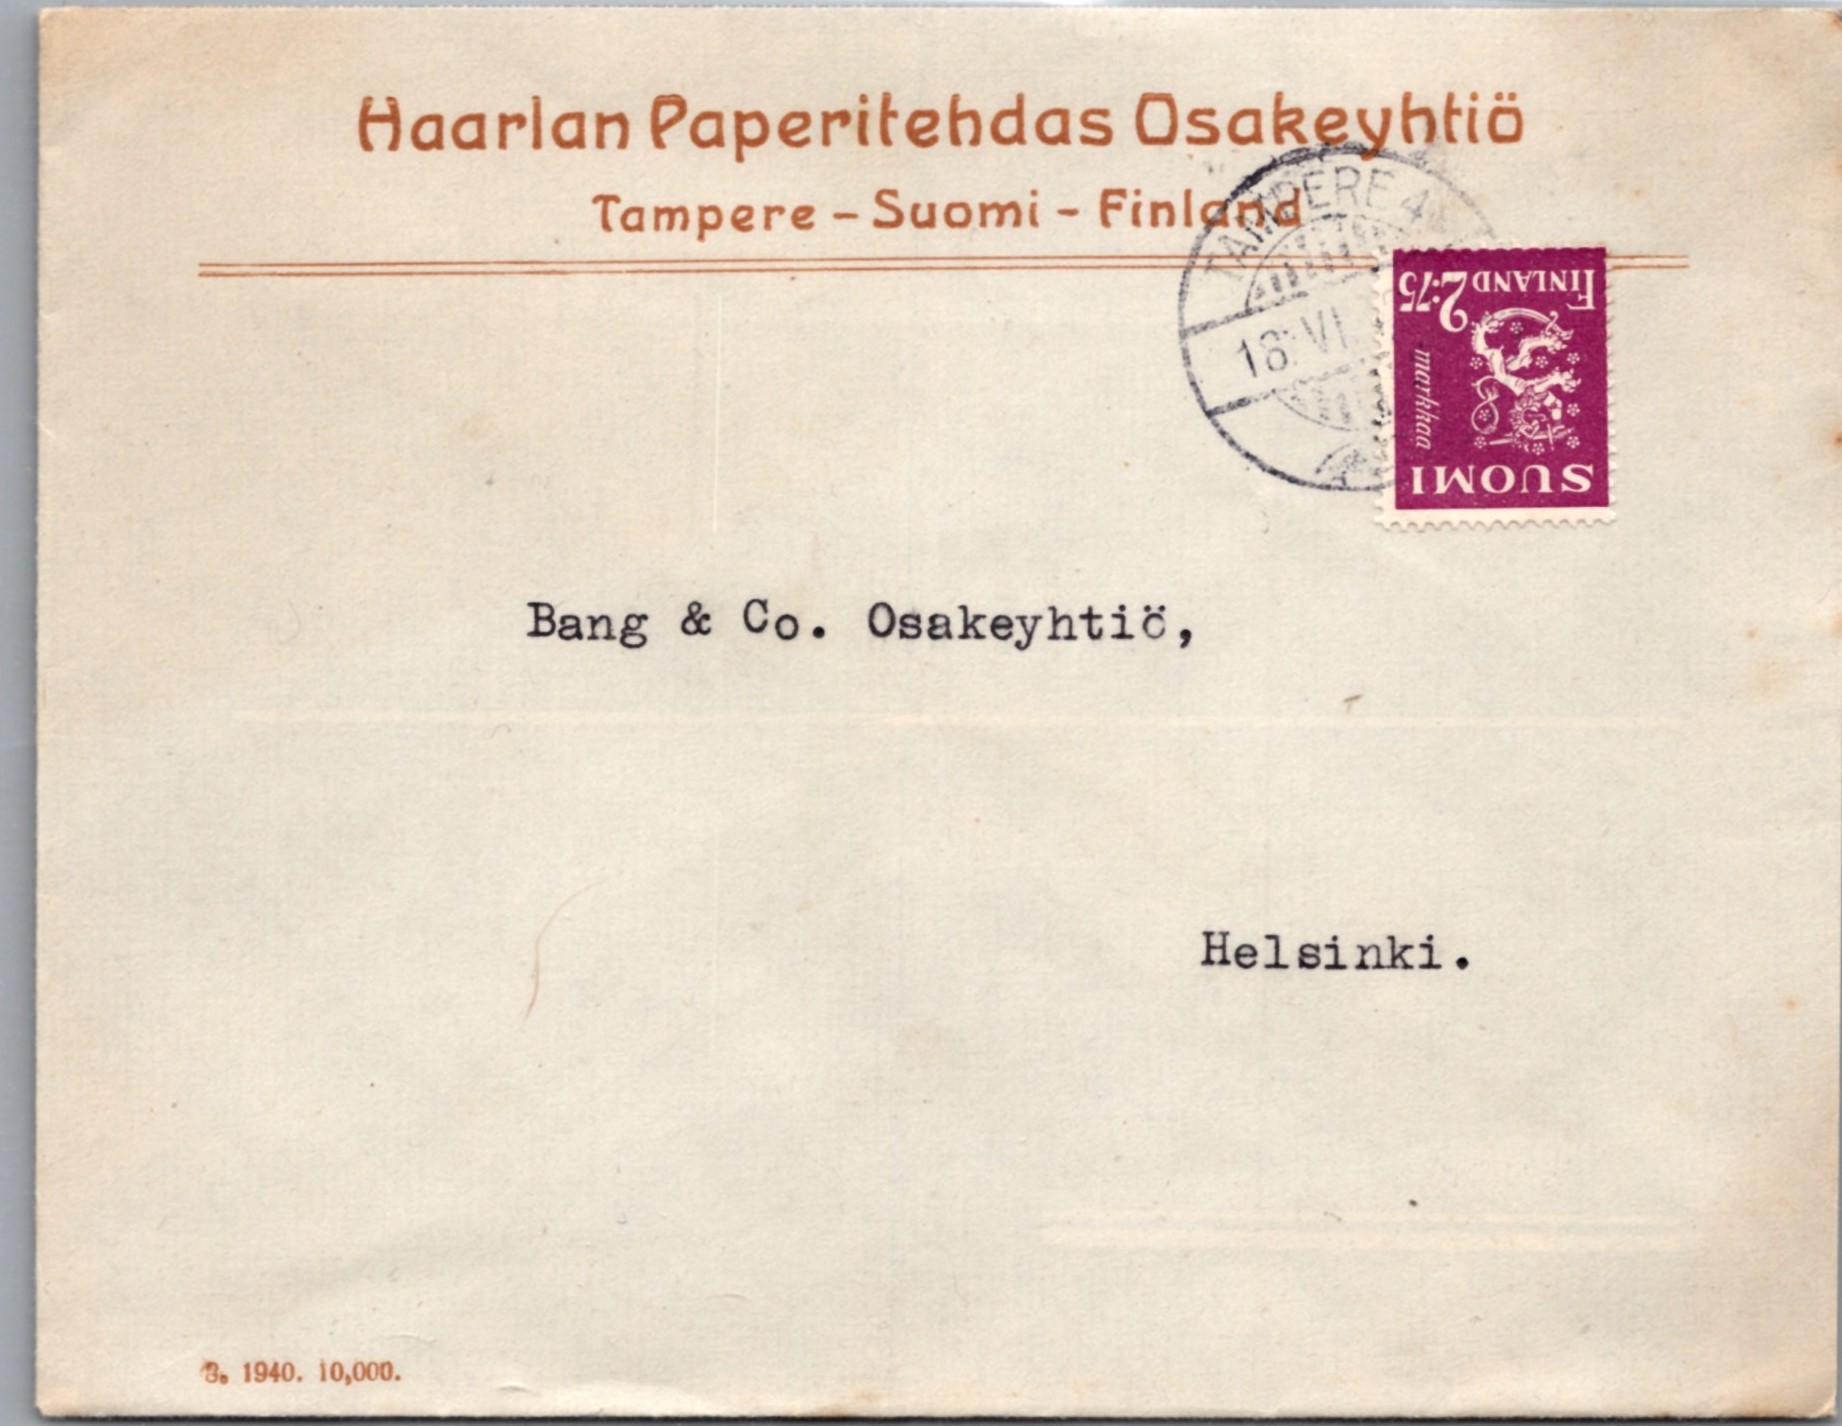 Haarlan Paperitehdas Osakeyhtiö
Tampere – Suomi – Finland
TAMPERE 4
18.VI.
FINLAND 2:75
markkaa
SUOMI
Bang & Co. Osakeyhtiö,
Helsinki.
3. 1940. 10,000.